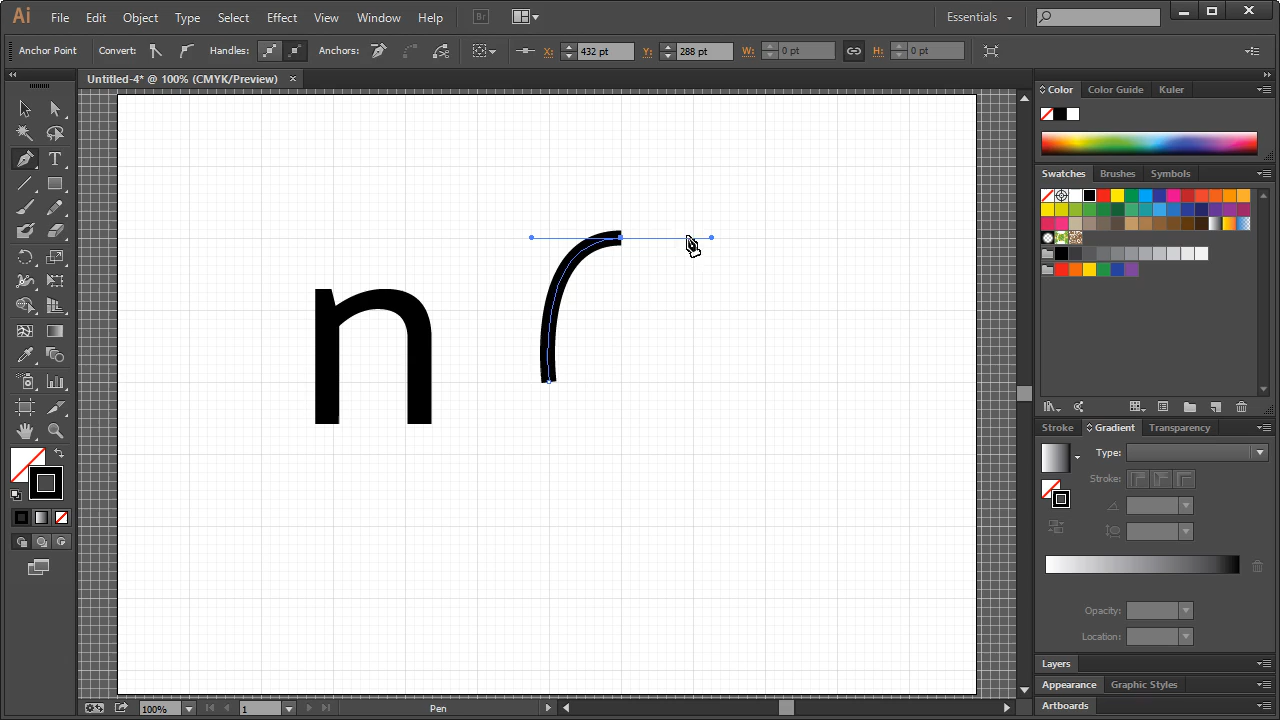 Ai File Edit Object Type Select Effect View Window Help Br Essentials
Anchor Point Convert: Handles: Anchors: X: 432 pt Y: 288 pt W: 0 pt H: 0 pt
Untitled-4* @ 100% (CMYK/Preview)
Color Color Guide Kuler
Swatches Brushes Symbols
T
n
Stroke Gradient Transparency
Type:
Stroke:
Opacity:
Location:
Layers
Appearance Graphic Styles
Artboards
100% 1 Pen